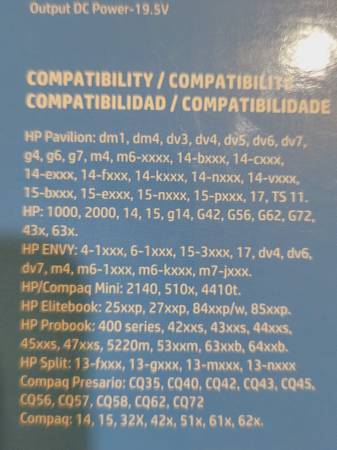 Output DC Power-19.5V
COMPATIBILITY / COMPATIBILITÉ
COMPATIBILIDAD / COMPATIBILIDADE
HP Pavilion: dm1, dm4, dv3, dv4, dv5, dv6, dv7,
g4, g6, g7, m4, m6-xxxx, 14-bxxx, 14-cxxx,
14-exxx, 14-fxxx, 14-kxxx, 14-nxxx, 14-vxxx,
15-bxxx, 15-exxx, 15-nxxx, 15-pxxx, 17, TS 11.
HP: 1000, 2000, 14, 15, g14, G42, G56, G62, G72,
43x, 63x.
HP ENVY: 4-1xxx, 6-1xxx, 15-3xxx, 17, dv4, dv6,
dv7, m4, m6-1xxx, m6-kxxx, m7-jxxx.
HP/Compaq Mini: 2140, 510x, 4410t.
HP Elitebook: 25xxp, 27xxp, 84xxp/w, 85xxp.
HP Probook: 400 series, 42xxs, 43xxs, 44xxs,
45xxs, 47xxs, 5220m, 53xxm, 63xxb, 64xxb.
HP Split: 13-fxxx, 13-gxxx, 13-mxxx, 13-nxxx
Compaq Presario: CQ35, CQ40, CQ42, CQ43, CQ45,
CQ56, CQ57, CQ58, CQ62, CQ72
Compaq: 14, 15, 32X, 42x, 51x, 61x, 62x.